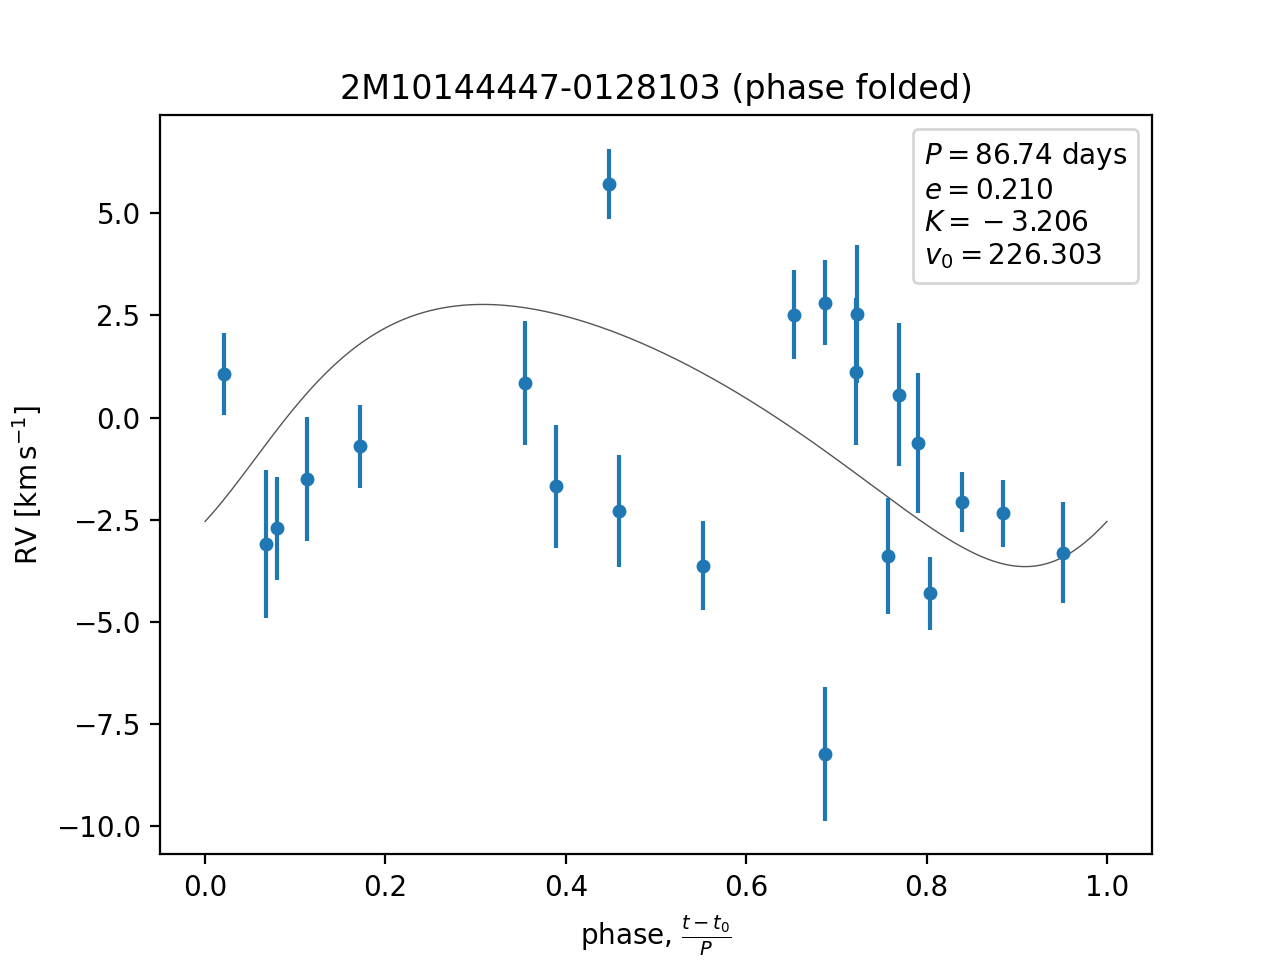 2M10144447-0128103 (phase folded)
P = 86.74 days
e = 0.210
K = −3.206
v₀ = 226.303
RV [km s⁻¹]
5.0
2.5
0.0
−2.5
−5.0
−7.5
−10.0
0.0 0.2 0.4 0.6 0.8 1.0
phase, (t − t₀)/P